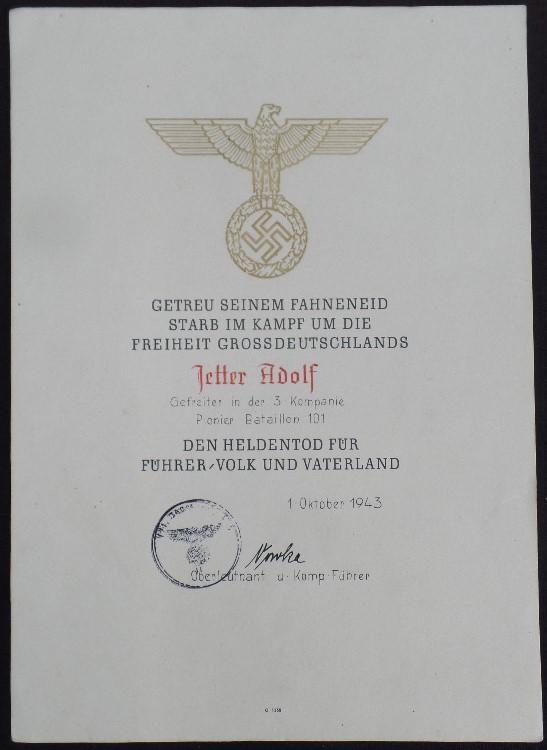 GETREU SEINEM FAHNENEID
STARB IM KAMPF UM DIE
FREIHEIT GROSSDEUTSCHLANDS
Jetter Adolf
Gefreiter in der 3 Kompanie
Pionier Bataillon 101
DEN HELDENTOD FÜR
FÜHRER-VOLK UND VATERLAND
1 Oktober 1943
Oberleutnant u. Komp. Führer